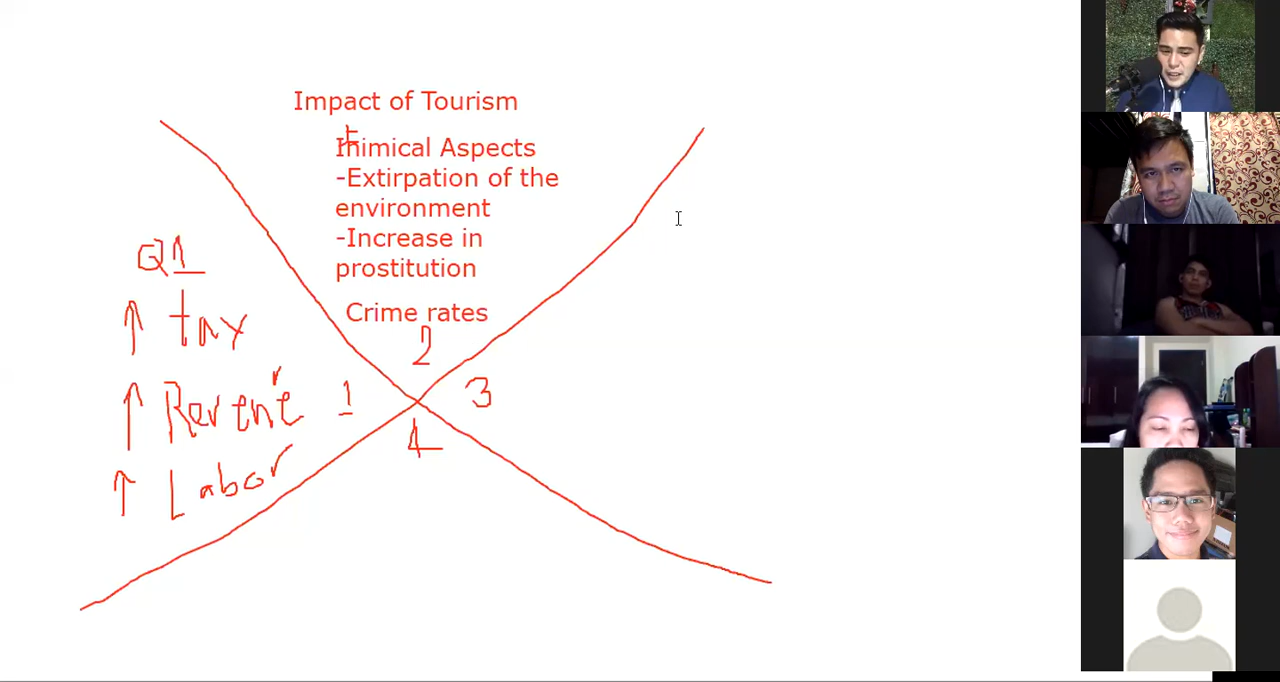 Impact of Tourism
Inimical Aspects
-Extirpation of the
environment
-Increase in
prostitution
Crime rates
2
Q1
↑ tax
↑ Revenue
↑ Labor
1
3
4